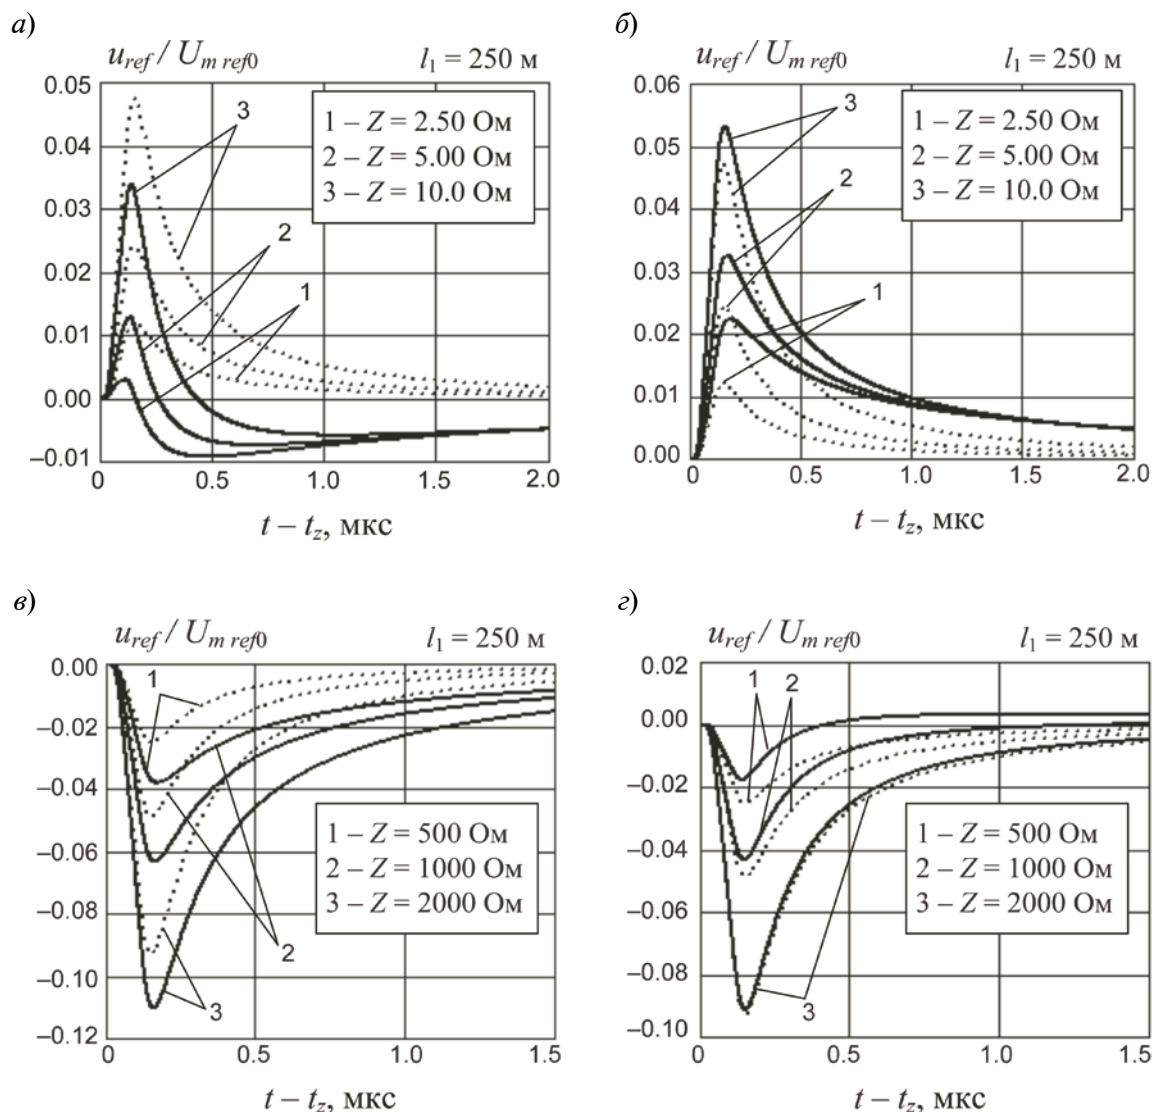 а)
u_ref / U_m ref0 l₁ = 250 м
0.05
0.04
0.03
0.02
0.01
0.00
–0.01
3
2
1
1 – Z = 2.50 Ом
2 – Z = 5.00 Ом
3 – Z = 10.0 Ом
0 0.5 1.0 1.5 2.0
t – t_z, мкс
б)
u_ref / U_m ref0 l₁ = 250 м
0.06
0.05
0.04
0.03
0.02
0.01
0.00
3
2
1
1 – Z = 2.50 Ом
2 – Z = 5.00 Ом
3 – Z = 10.0 Ом
0 0.5 1.0 1.5 2.0
t – t_z, мкс
в)
u_ref / U_m ref0 l₁ = 250 м
0.00
–0.02
–0.04
–0.06
–0.08
–0.10
–0.12
1
2
3
1 – Z = 500 Ом
2 – Z = 1000 Ом
3 – Z = 2000 Ом
0 0.5 1.0 1.5
t – t_z, мкс
г)
u_ref / U_m ref0 l₁ = 250 м
0.02
0.00
–0.02
–0.04
–0.06
–0.08
–0.10
1 2
3
1 – Z = 500 Ом
2 – Z = 1000 Ом
3 – Z = 2000 Ом
0 0.5 1.0 1.5
t – t_z, мкс